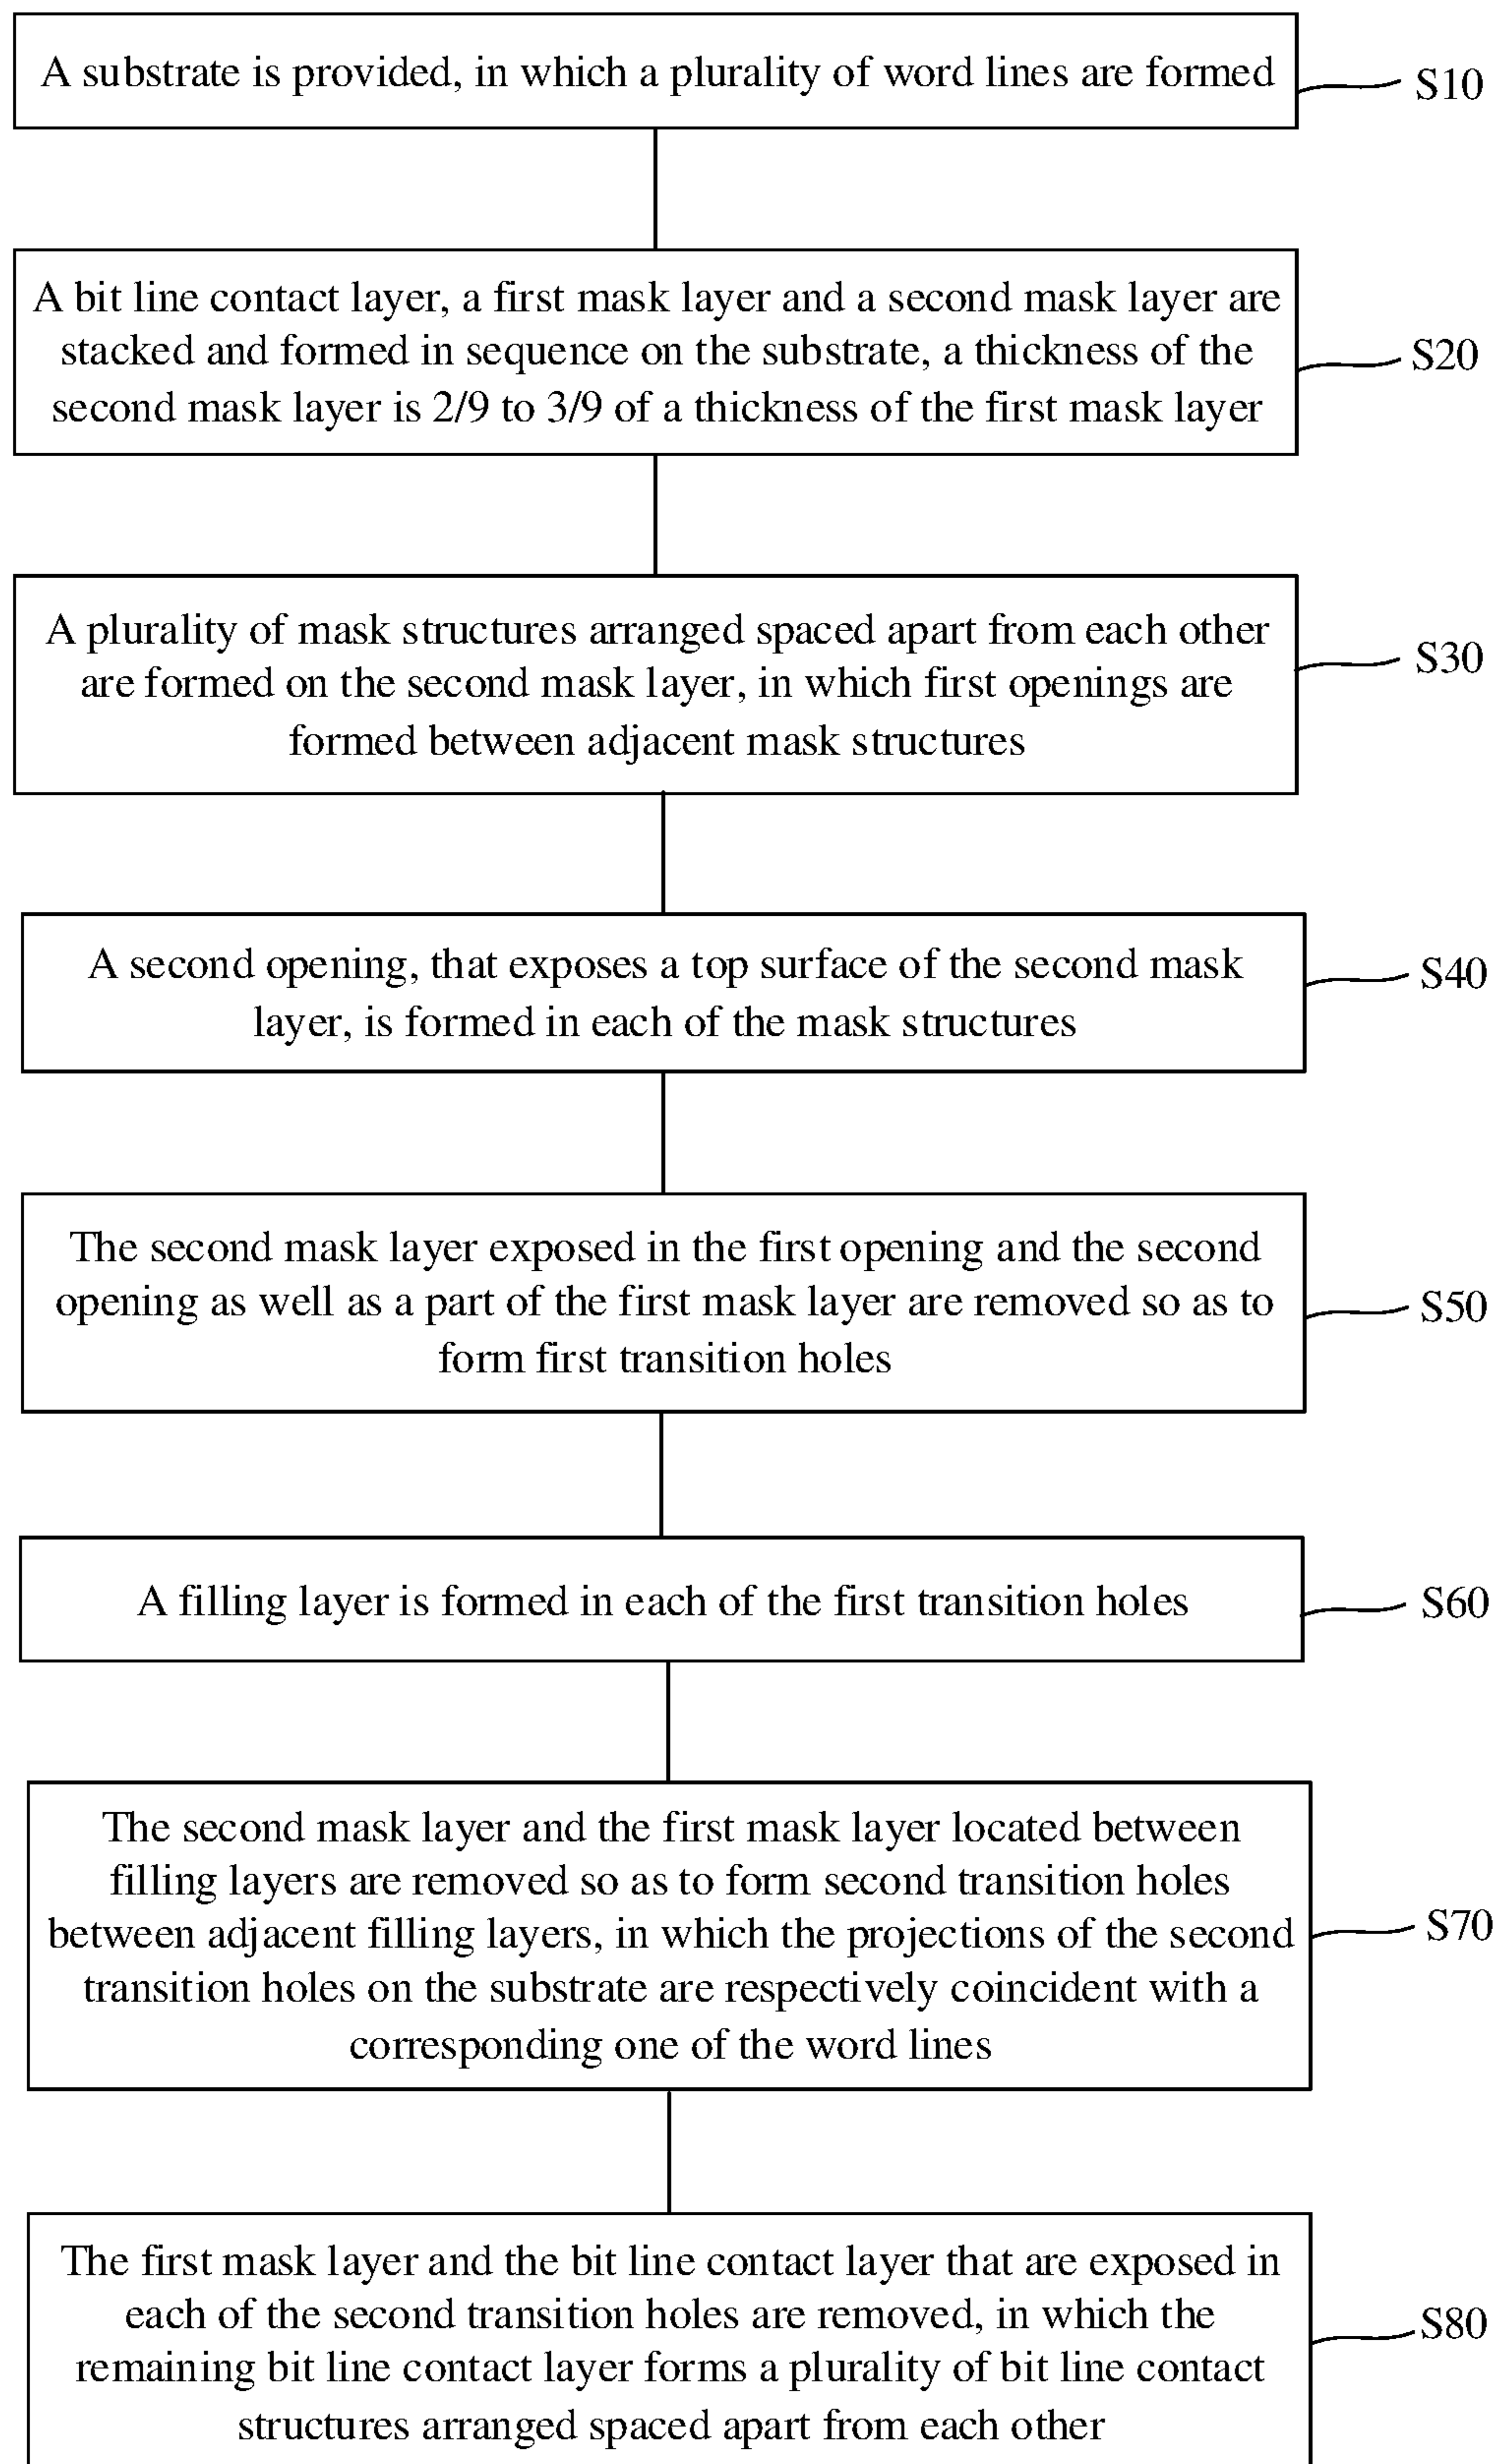 A substrate is provided, in which a plurality of word lines are formed
S10
A bit line contact layer, a first mask layer and a second mask layer are
stacked and formed in sequence on the substrate, a thickness of the
second mask layer is 2/9 to 3/9 of a thickness of the first mask layer
S20
A plurality of mask structures arranged spaced apart from each other
are formed on the second mask layer, in which first openings are
formed between adjacent mask structures
S30
A second opening, that exposes a top surface of the second mask
layer, is formed in each of the mask structures
S40
The second mask layer exposed in the first opening and the second
opening as well as a part of the first mask layer are removed so as to
form first transition holes
S50
A filling layer is formed in each of the first transition holes
S60
The second mask layer and the first mask layer located between
filling layers are removed so as to form second transition holes
between adjacent filling layers, in which the projections of the second
transition holes on the substrate are respectively coincident with a
corresponding one of the word lines
S70
The first mask layer and the bit line contact layer that are exposed in
each of the second transition holes are removed, in which the
remaining bit line contact layer forms a plurality of bit line contact
structures arranged spaced apart from each other
S80